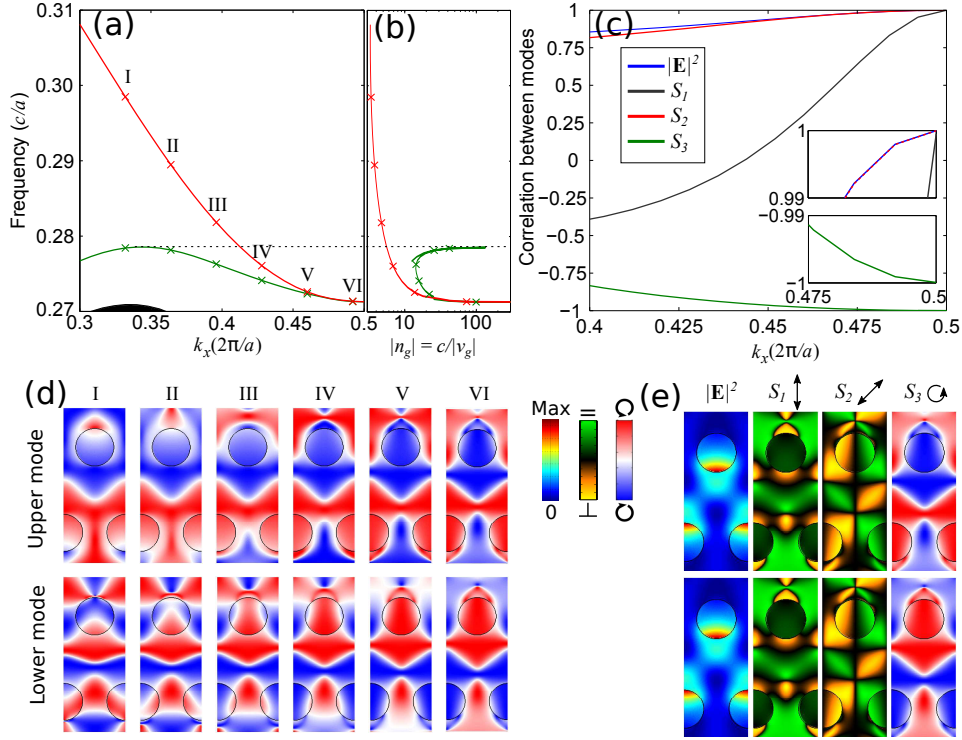 (a)
(b)
(c)
Frequency (c/a)
0.31
0.30
0.29
0.28
0.27
I
II
III
IV
V
VI
0.3
0.35
0.40
0.45
0.5
kₓ(2π/a)
10
100
|n_g| = c/|v_g|
Correlation between modes
1
0.75
0.5
0.25
0
−0.25
−0.5
−0.75
−1
|E|²
S₁
S₂
S₃
1
0.99
−0.99
−1
0.475
0.5
0.4
0.425
0.45
0.475
0.5
kₓ(2π/a)
(d)
I II III IV V VI
Upper mode
Lower mode
Max
0
(e)
|E|² S₁ S₂ S₃